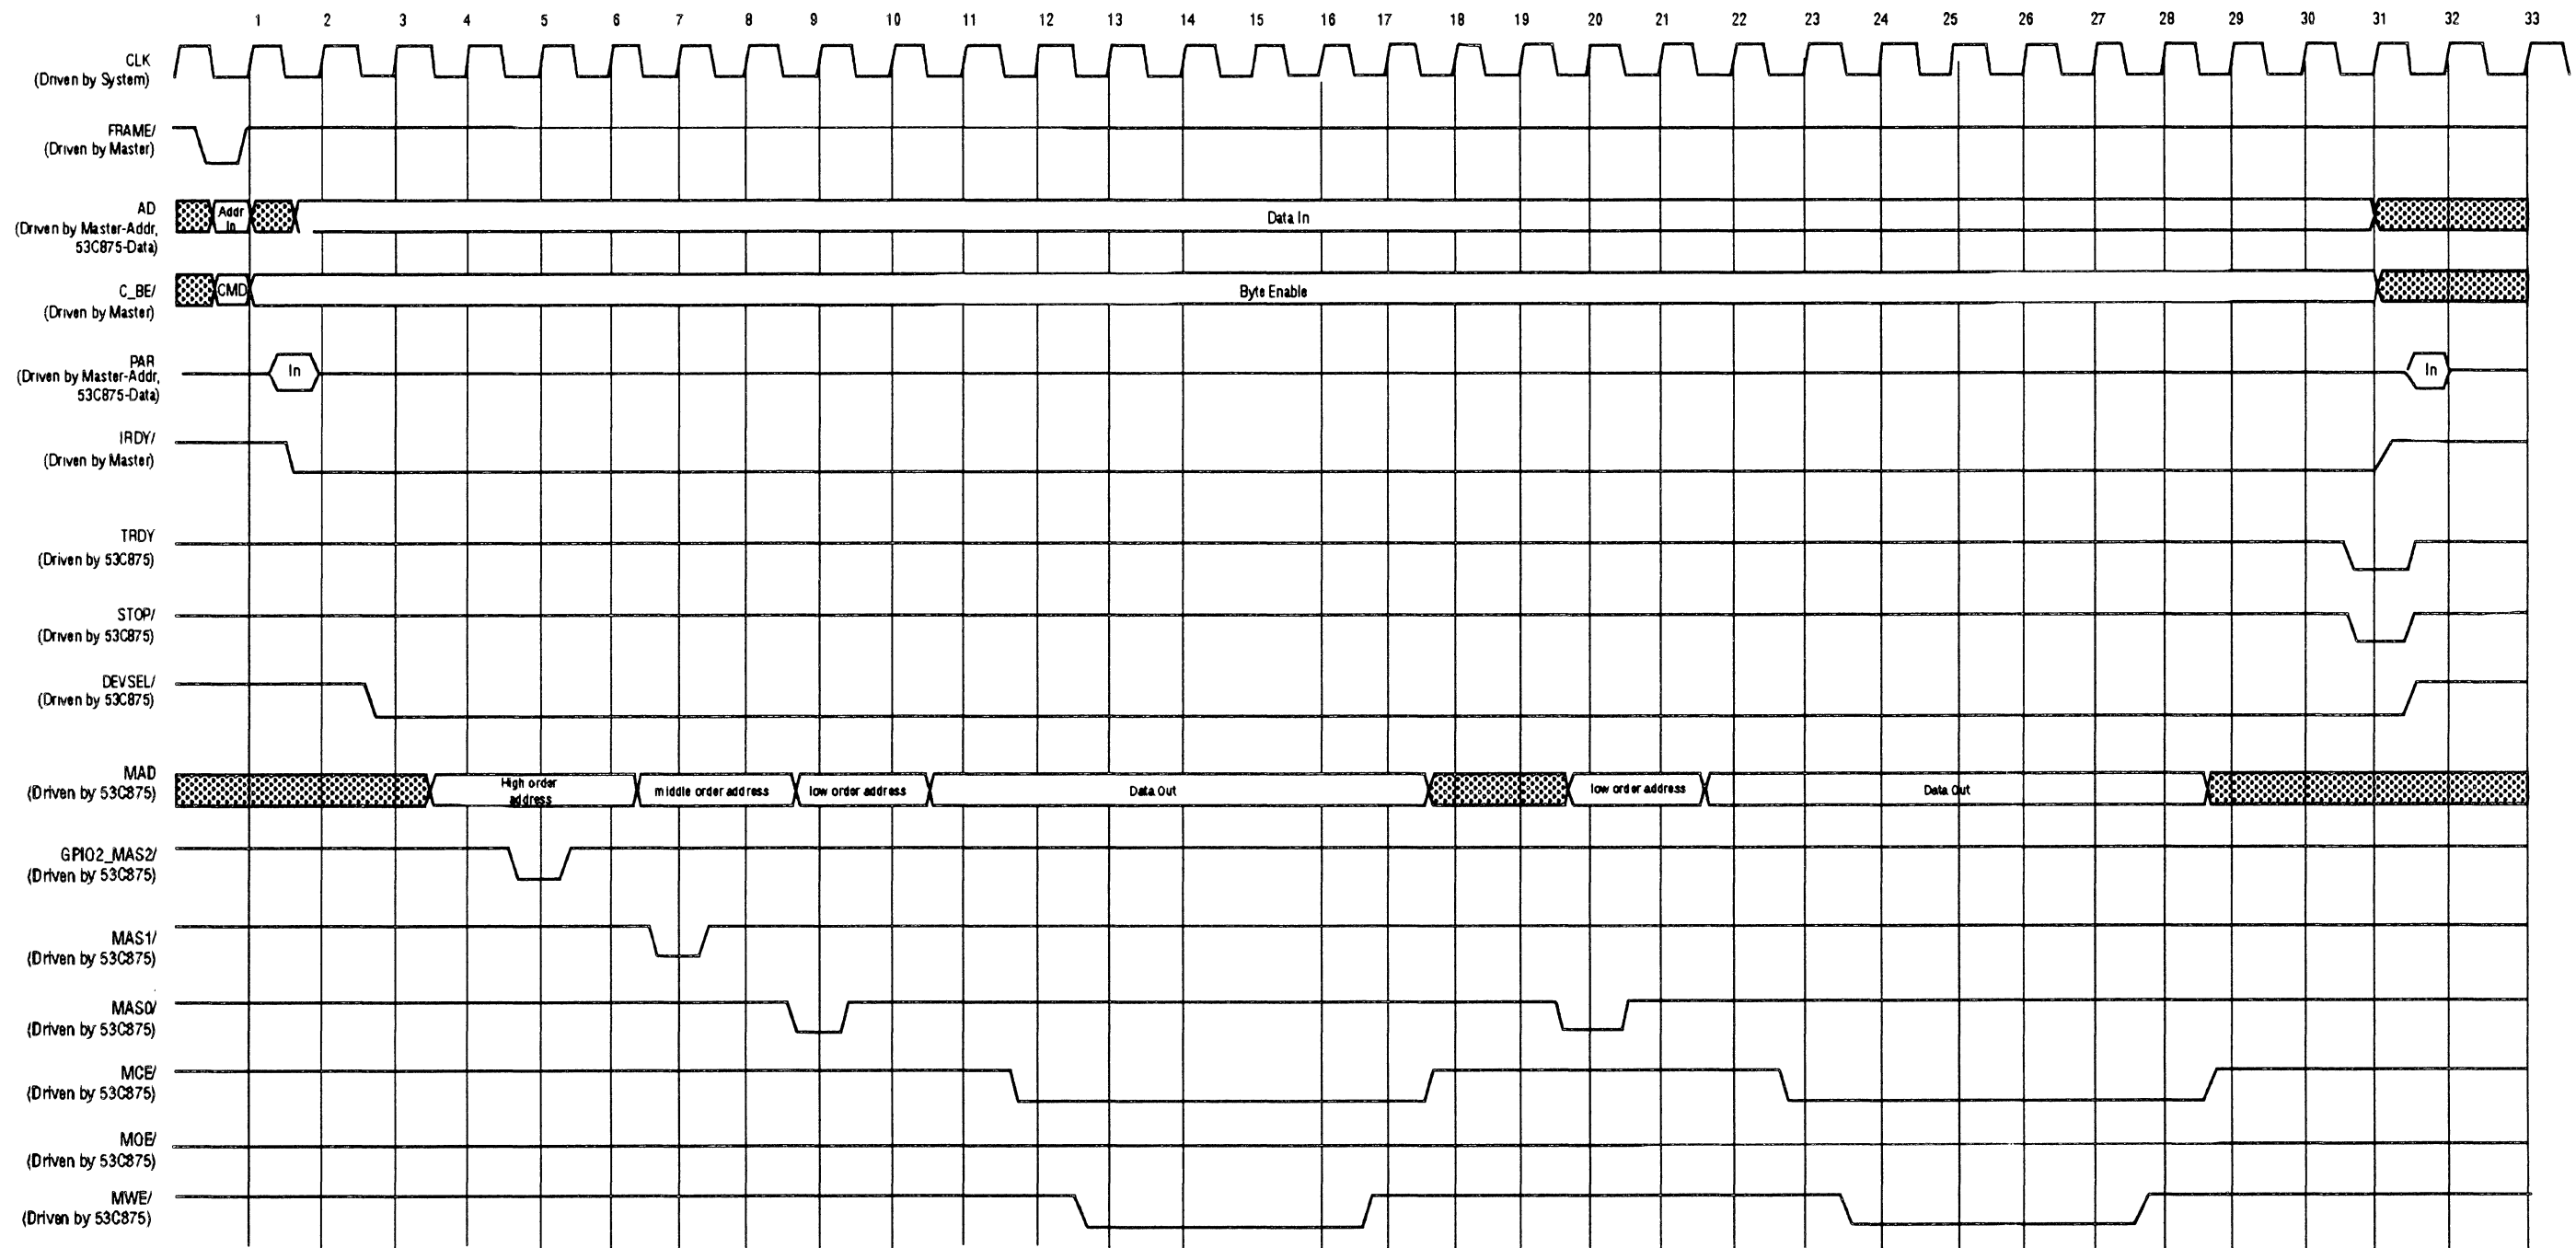 1 2 3 4 5 6 7 8 9 10 11 12 13 14 15 16 17 18 19 20 21 22 23 24 25 26 27 28 29 30 31 32 33
CLK
(Driven by System)
FRAME/
(Driven by Master)
AD
(Driven by Master-Addr,
53C875-Data)
Addr
In
Data In
C_BE/
(Driven by Master)
CMD
Byte Enable
PAR
(Driven by Master-Addr,
53C875-Data)
In
In
IRDY/
(Driven by Master)
TRDY
(Driven by 53C875)
STOP/
(Driven by 53C875)
DEVSEL/
(Driven by 53C875)
MAD
(Driven by 53C875)
High order
address
middle order address
low order address
Data Out
low order address
Data Out
GPIO2_MAS2/
(Driven by 53C875)
MAS1/
(Driven by 53C875)
MAS0/
(Driven by 53C875)
MCE/
(Driven by 53C875)
MOE/
(Driven by 53C875)
MWE/
(Driven by 53C875)